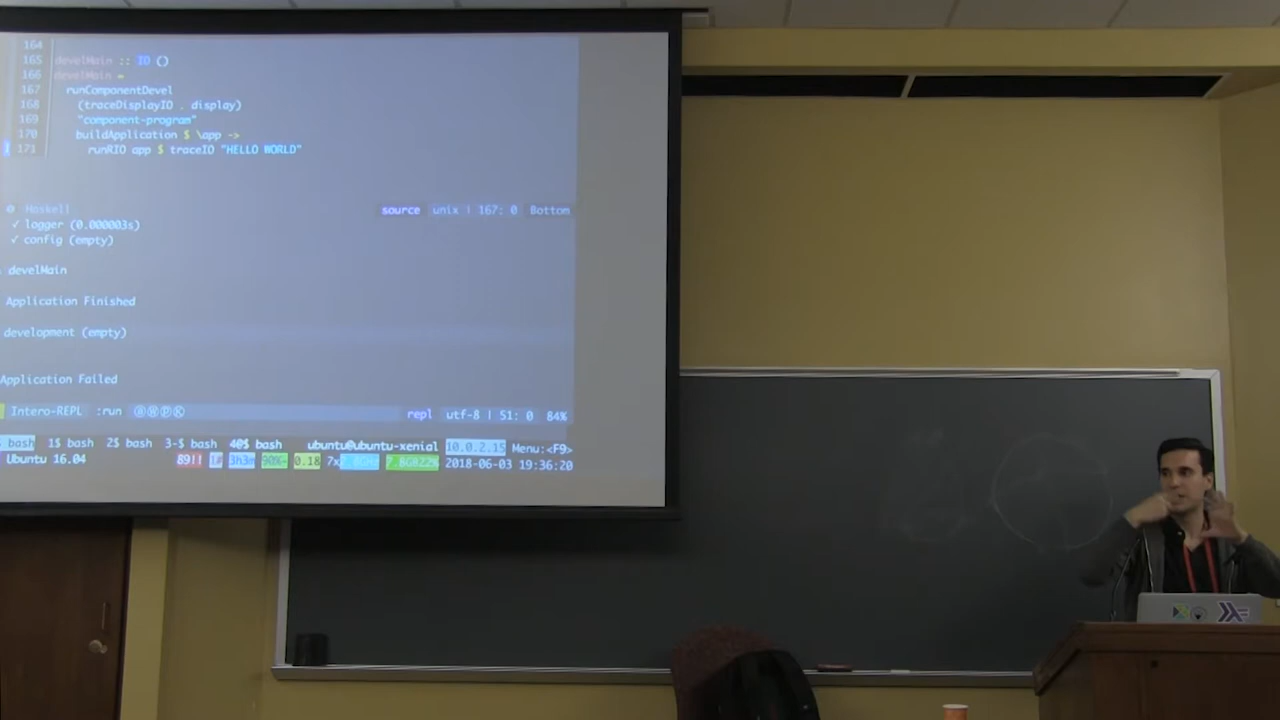 164
165 develMain :: IO ()
166 develMain =
167 runComponentDevel
168 (traceDisplayIO . display)
169 "component-program"
170 buildApplication $ \app ->
171 runRIO app $ traceIO "HELLO WORLD"
Haskell source unix | 167: 0 Bottom
✓ logger (0.000003s)
✓ config (empty)
develMain
Application Finished
development (empty)
Application Failed
Intero-REPL :run ⓐⓦⓟⓚ repl utf-8 | 51: 0 84%
bash 1$ bash 2$ bash 3-$ bash 4@$ bash ubuntu@ubuntu-xenial 10.0.2.15 Menu:<F9>
Ubuntu 16.04 89!! 3h3m 0.18 2018-06-03 19:36:20